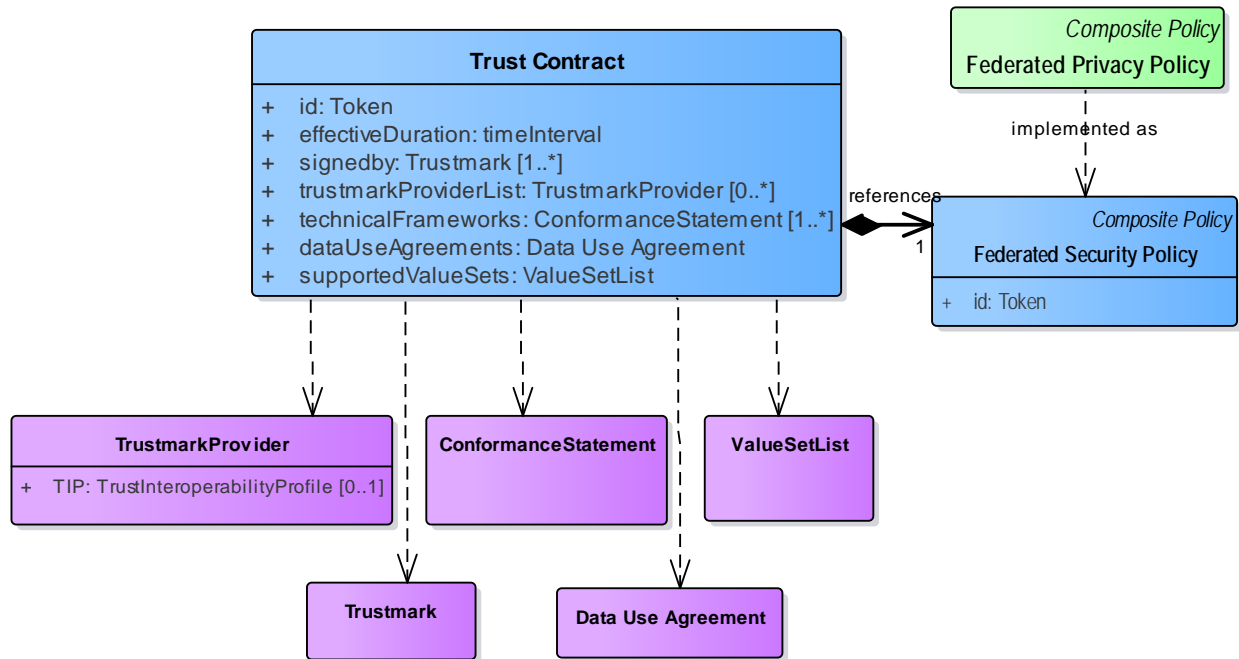 Trust Contract
+ id: Token
+ effectiveDuration: timeInterval
+ signedby: Trustmark [1..*]
+ trustmarkProviderList: TrustmarkProvider [0..*]
+ technicalFrameworks: ConformanceStatement [1..*]
+ dataUseAgreements: Data Use Agreement
+ supportedValueSets: ValueSetList
Composite Policy
Federated Privacy Policy
implemented as
references
1
Composite Policy
Federated Security Policy
+ id: Token
TrustmarkProvider
+ TIP: TrustInteroperabilityProfile [0..1]
ConformanceStatement
ValueSetList
Trustmark
Data Use Agreement